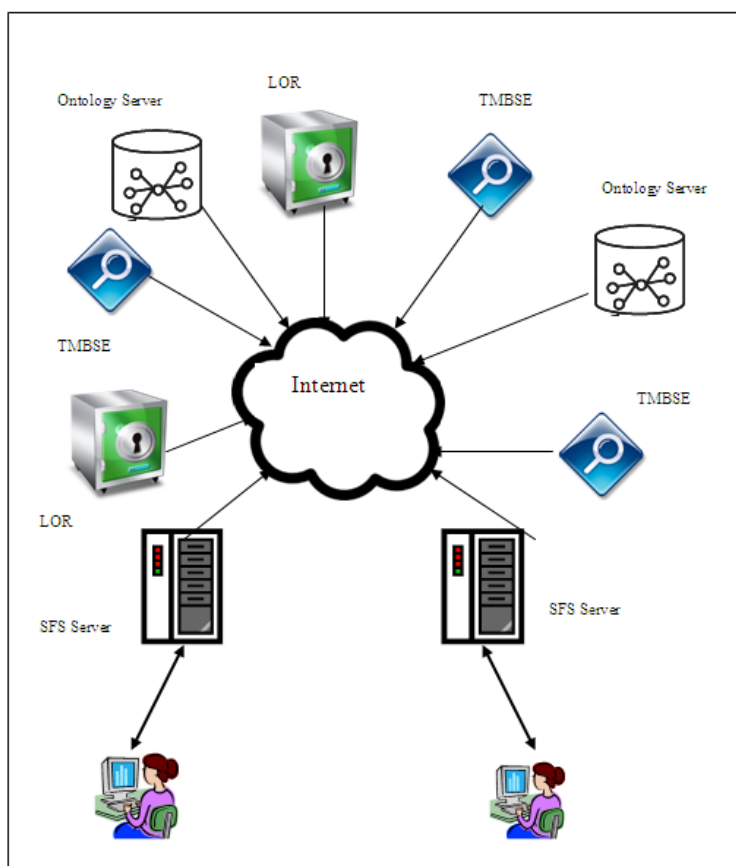 LOR
TMBSE
Ontology Server
Ontology Server
TMBSE
Internet
TMBSE
LOR
SFS Server
SFS Server